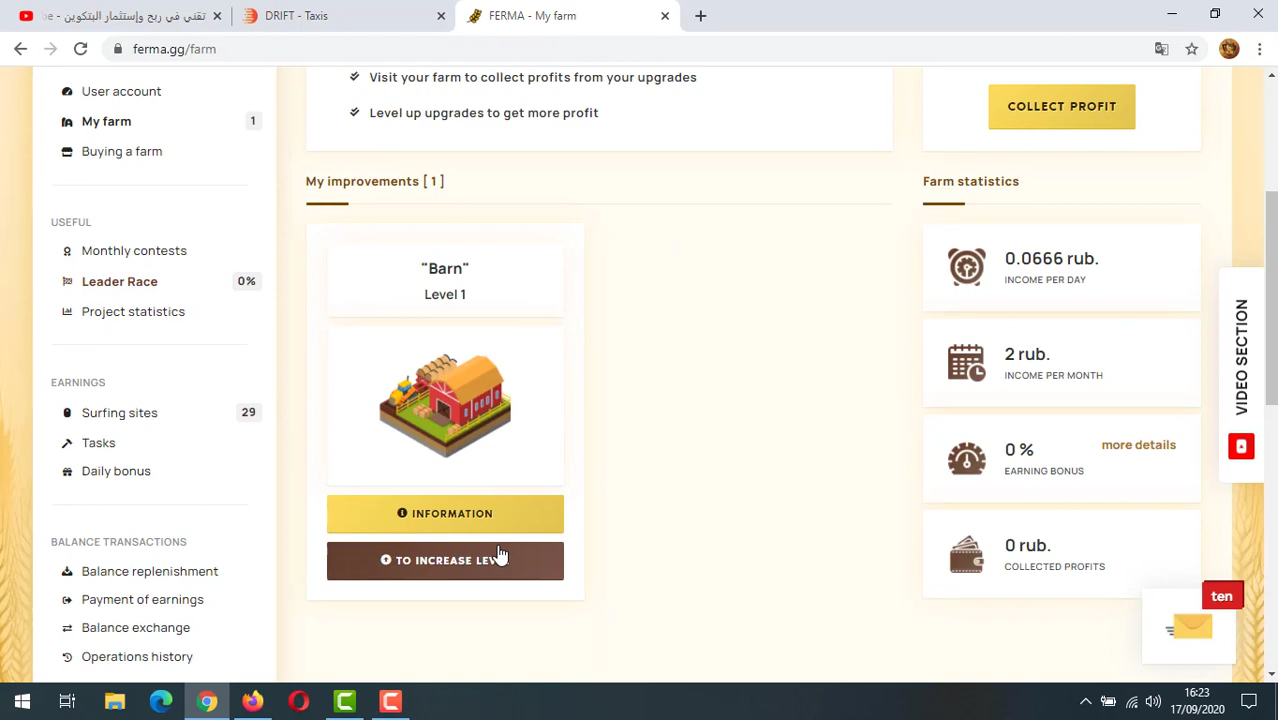 تقني في ربح وإستثمار البتكوين - be
DRIFT - Taxis
FERMA - My farm
ferma.gg/farm
User account
My farm 1
Buying a farm
USEFUL
Monthly contests
Leader Race 0%
Project statistics
EARNINGS
Surfing sites 29
Tasks
Daily bonus
BALANCE TRANSACTIONS
Balance replenishment
Payment of earnings
Balance exchange
Operations history
Visit your farm to collect profits from your upgrades
Level up upgrades to get more profit
COLLECT PROFIT
My improvements [ 1 ]
"Barn"
Level 1
INFORMATION
TO INCREASE LEV
Farm statistics
0.0666 rub.
INCOME PER DAY
2 rub.
INCOME PER MONTH
0 %
more details
EARNING BONUS
0 rub.
COLLECTED PROFITS
VIDEO SECTION
ten
16:23
17/09/2020